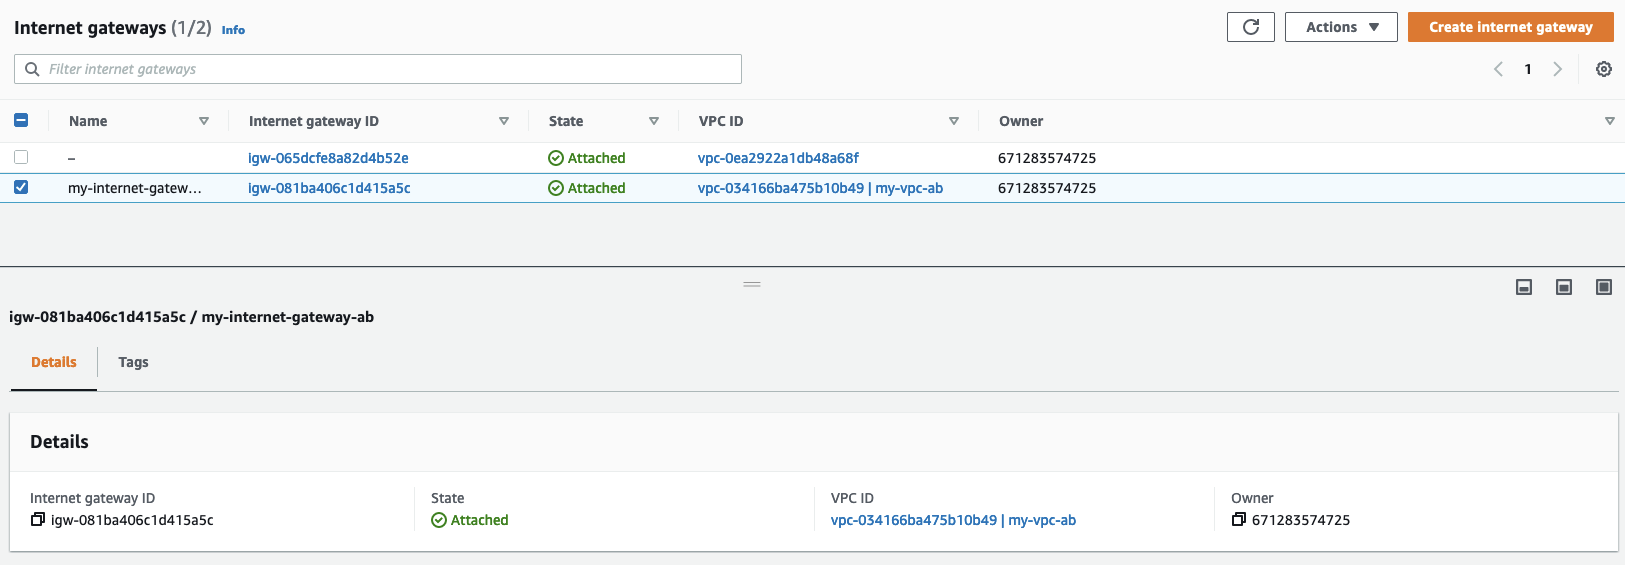 Internet gateways (1/2) Info
Actions
Create internet gateway
Filter internet gateways
1
Name Internet gateway ID State VPC ID Owner
– igw-065dcfe8a82d4b52e Attached vpc-0ea2922a1db48a68f 671283574725
my-internet-gatew... igw-081ba406c1d415a5c Attached vpc-034166ba475b10b49 | my-vpc-ab 671283574725
igw-081ba406c1d415a5c / my-internet-gateway-ab
Details Tags
Details
Internet gateway ID State VPC ID Owner
igw-081ba406c1d415a5c Attached vpc-034166ba475b10b49 | my-vpc-ab 671283574725